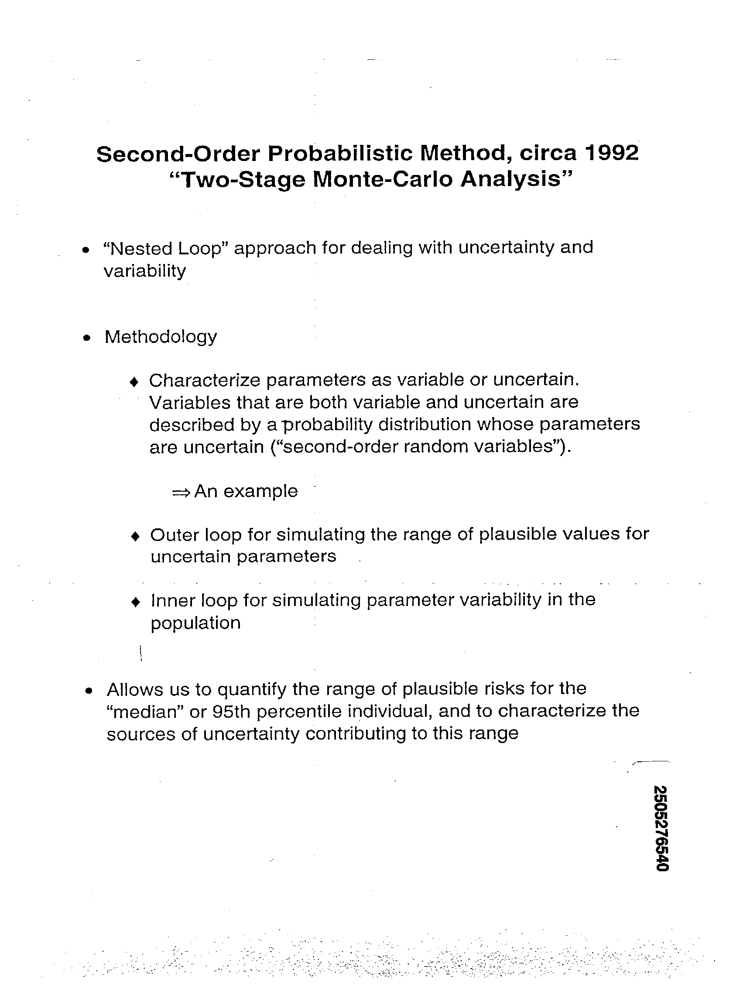 Second-Order Probabilistic Method, circa 1992
“Two-Stage Monte-Carlo Analysis”
• “Nested Loop” approach for dealing with uncertainty and
variability
• Methodology
♦ Characterize parameters as variable or uncertain.
Variables that are both variable and uncertain are
described by a probability distribution whose parameters
are uncertain (“second-order random variables”).
⇒ An example
♦ Outer loop for simulating the range of plausible values for
uncertain parameters
♦ Inner loop for simulating parameter variability in the
population
• Allows us to quantify the range of plausible risks for the
“median” or 95th percentile individual, and to characterize the
sources of uncertainty contributing to this range
2505276540